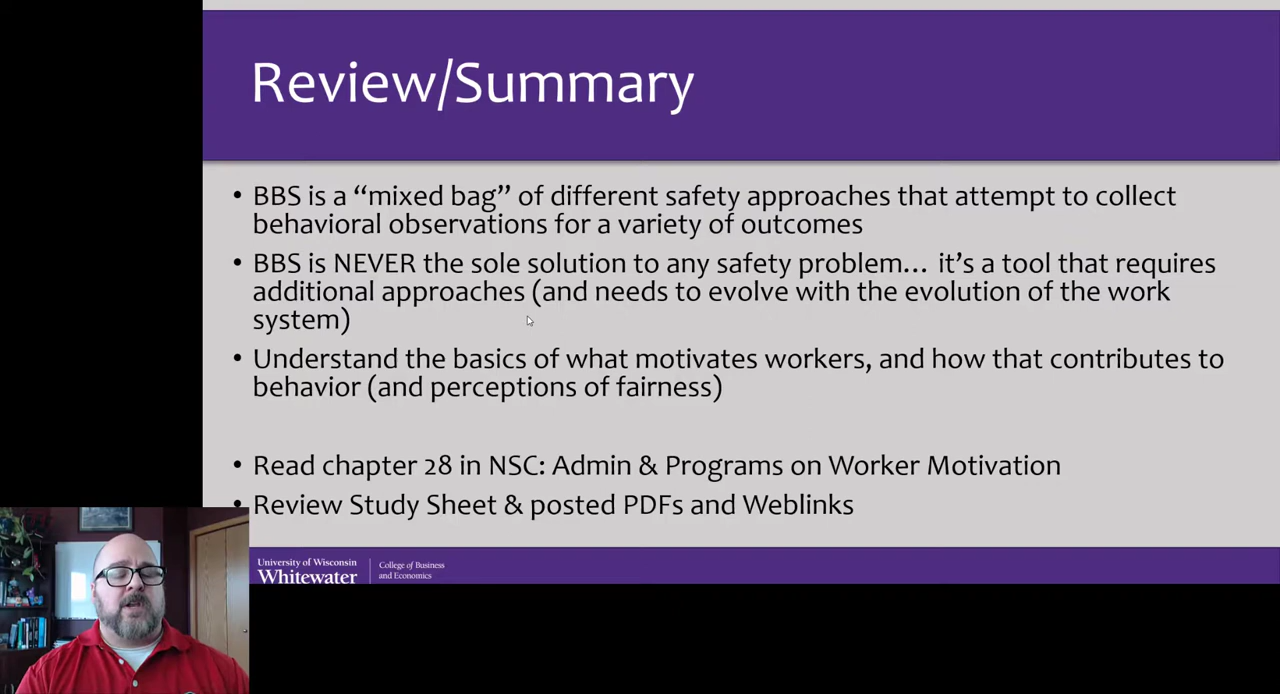 Review/Summary
• BBS is a “mixed bag” of different safety approaches that attempt to collect
behavioral observations for a variety of outcomes
• BBS is NEVER the sole solution to any safety problem… it’s a tool that requires
additional approaches (and needs to evolve with the evolution of the work
system)
• Understand the basics of what motivates workers, and how that contributes to
behavior (and perceptions of fairness)
• Read chapter 28 in NSC: Admin & Programs on Worker Motivation
• Review Study Sheet & posted PDFs and Weblinks
University of Wisconsin
Whitewater
College of Business
and Economics